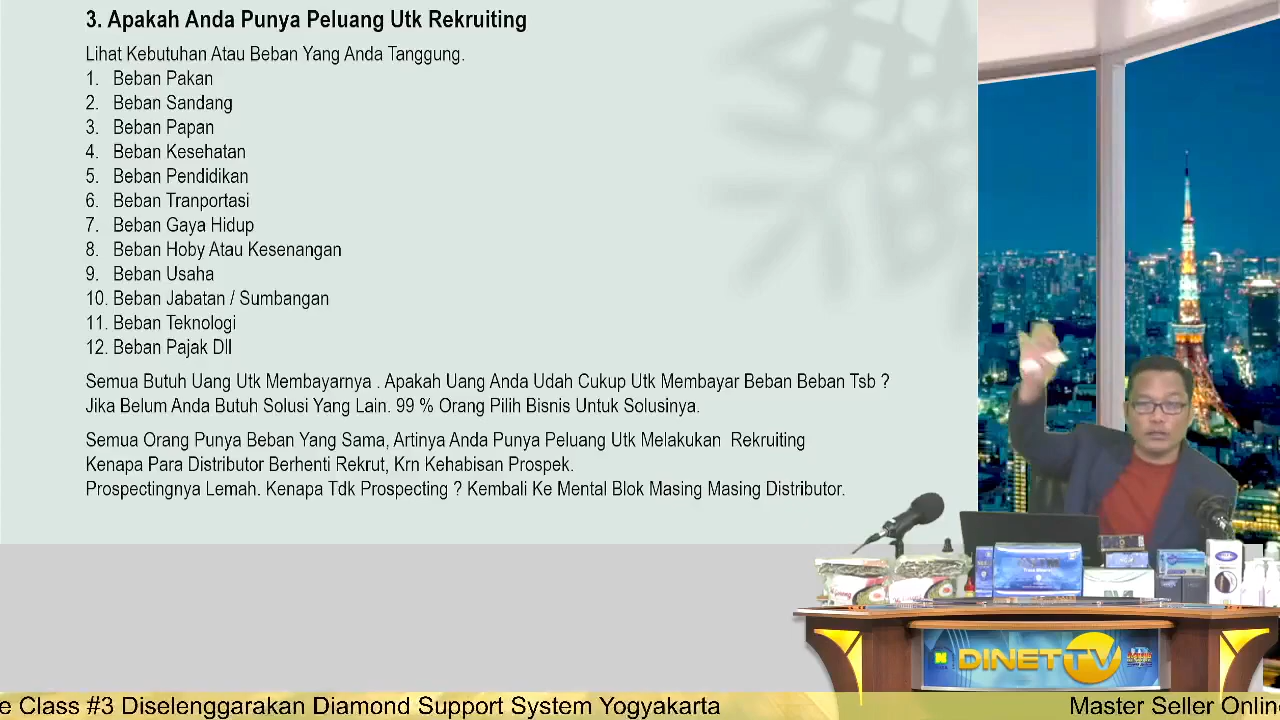 3. Apakah Anda Punya Peluang Utk Rekruiting
Lihat Kebutuhan Atau Beban Yang Anda Tanggung.
1. Beban Pakan
2. Beban Sandang
3. Beban Papan
4. Beban Kesehatan
5. Beban Pendidikan
6. Beban Tranportasi
7. Beban Gaya Hidup
8. Beban Hoby Atau Kesenangan
9. Beban Usaha
10. Beban Jabatan / Sumbangan
11. Beban Teknologi
12. Beban Pajak Dll
Semua Butuh Uang Utk Membayarnya . Apakah Uang Anda Udah Cukup Utk Membayar Beban Beban Tsb ?
Jika Belum Anda Butuh Solusi Yang Lain. 99 % Orang Pilih Bisnis Untuk Solusinya.
Semua Orang Punya Beban Yang Sama, Artinya Anda Punya Peluang Utk Melakukan Rekruiting
Kenapa Para Distributor Berhenti Rekrut, Krn Kehabisan Prospek.
Prospectingnya Lemah. Kenapa Tdk Prospecting ? Kembali Ke Mental Blok Masing Masing Distributor.
DINET TV
e Class #3 Diselenggarakan Diamond Support System Yogyakarta
Master Seller Onlin